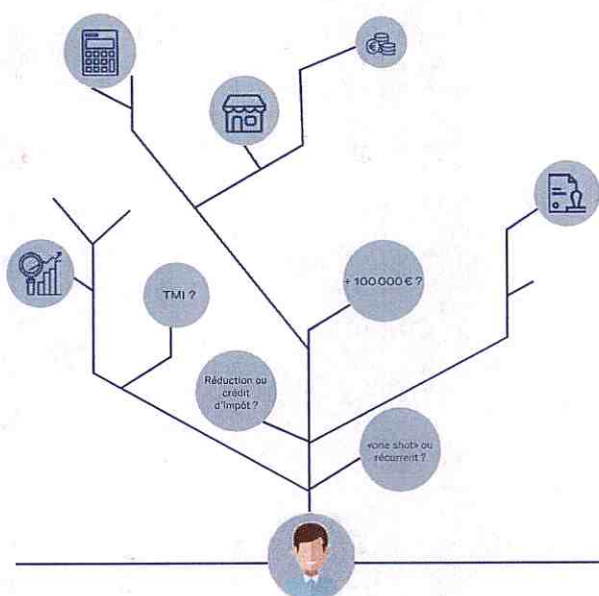 + 100 000 € ?
TMI ?
Réduction ou
crédit
d'impôt ?
«one shot» ou
récurrent ?